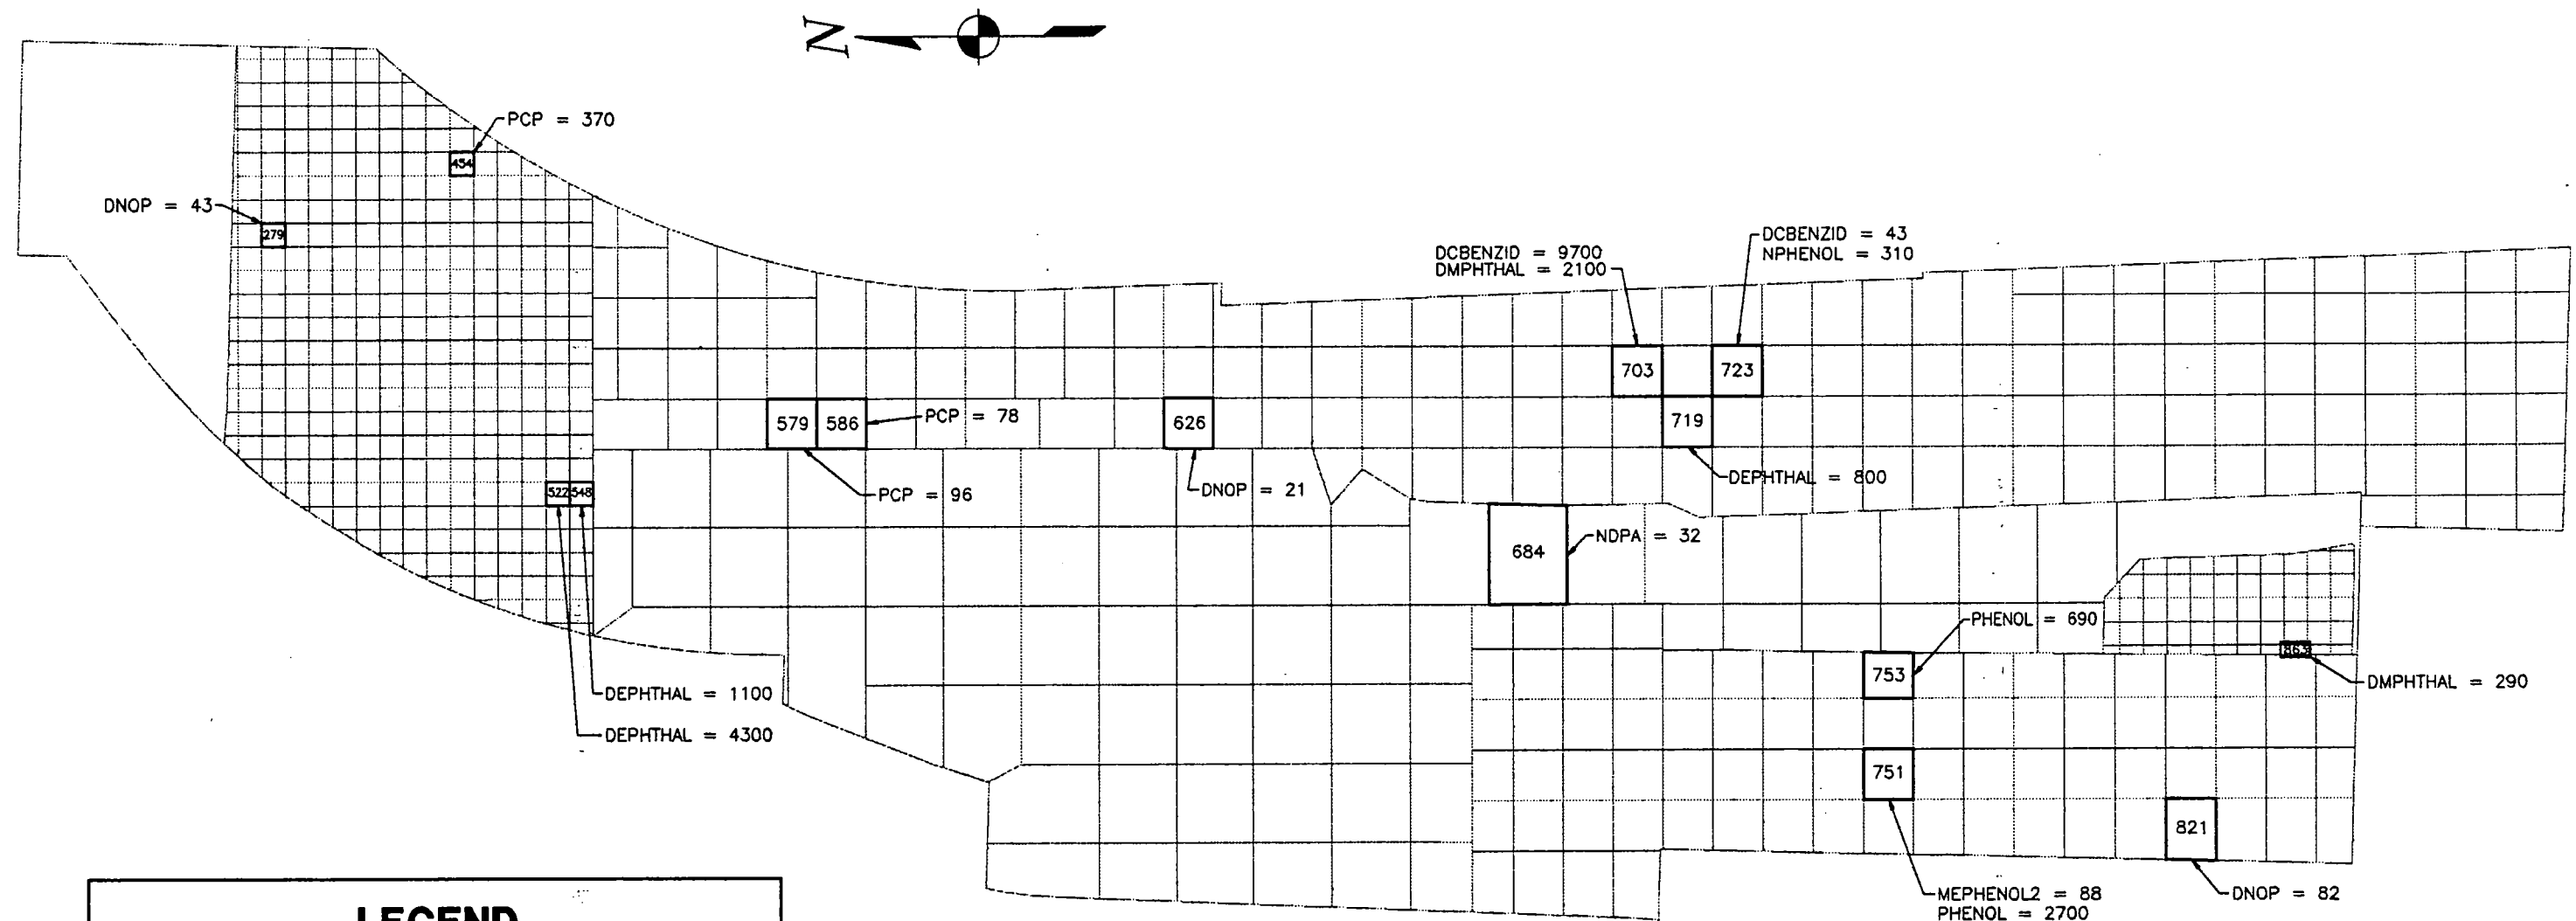 N
PCP = 370
454
DNOP = 43
279
DCBENZID = 43
NPHENOL = 310
DCBENZID = 9700
DMPHTHAL = 2100
703
723
579
586
PCP = 78
626
719
DEPHTHAL = 800
522
548
PCP = 96
DNOP = 21
684
NDPA = 32
PHENOL = 690
863
753
DMPHTHAL = 290
DEPHTHAL = 1100
DEPHTHAL = 4300
751
821
MEPHENOL2 = 88
PHENOL = 2700
DNOP = 82
LEGEND